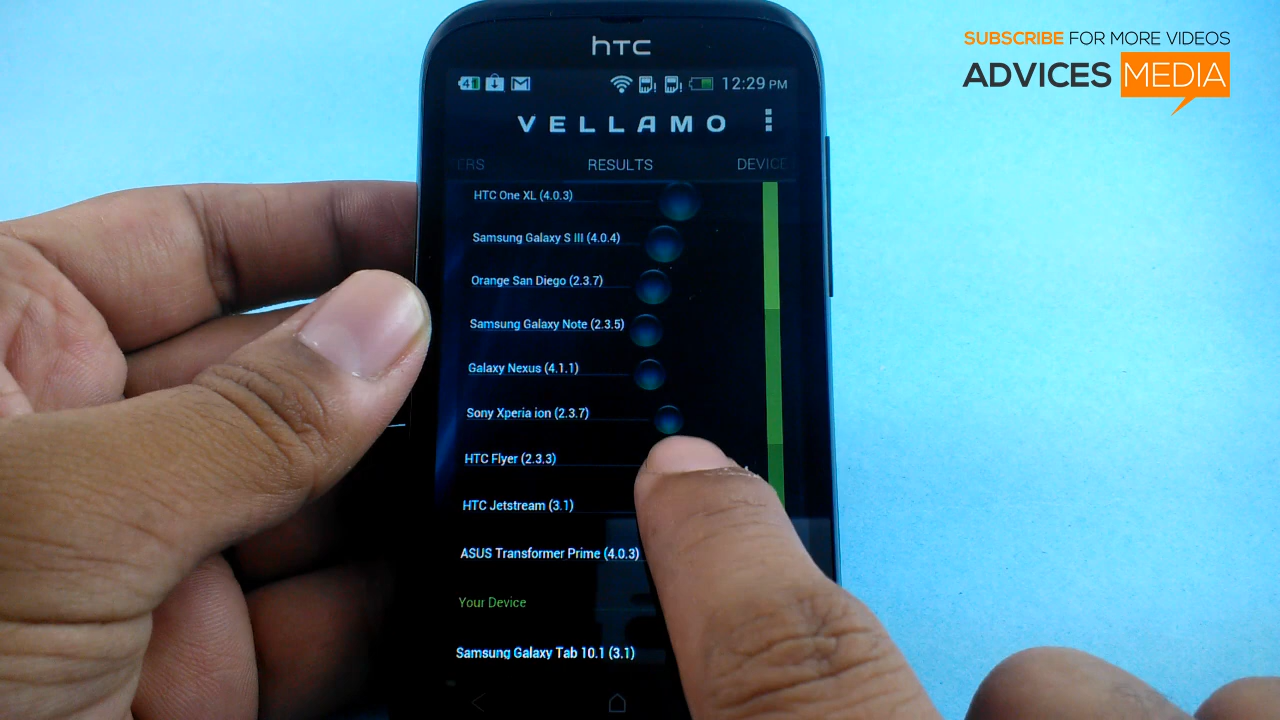 SUBSCRIBE FOR MORE VIDEOS
ADVICES MEDIA
hTC
41
12:29 PM
VELLAMO
ERS RESULTS DEVICE
HTC One XL (4.0.3)
Samsung Galaxy S III (4.0.4)
Orange San Diego (2.3.7)
Samsung Galaxy Note (2.3.5)
Galaxy Nexus (4.1.1)
Sony Xperia ion (2.3.7)
HTC Flyer (2.3.3)
HTC Jetstream (3.1)
ASUS Transformer Prime (4.0.3)
Your Device
Samsung Galaxy Tab 10.1 (3.1)